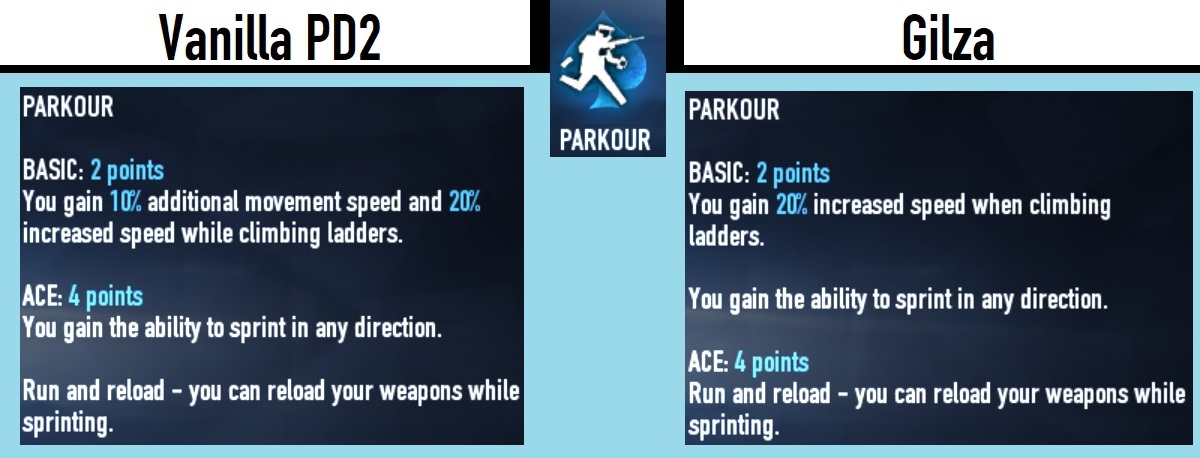 Vanilla PD2
PARKOUR
BASIC: 2 points
You gain 10% additional movement speed and 20%
increased speed while climbing ladders.
ACE: 4 points
You gain the ability to sprint in any direction.
Run and reload - you can reload your weapons while
sprinting.
PARKOUR
Gilza
PARKOUR
BASIC: 2 points
You gain 20% increased speed when climbing
ladders.
You gain the ability to sprint in any direction.
ACE: 4 points
Run and reload - you can reload your weapons while
sprinting.